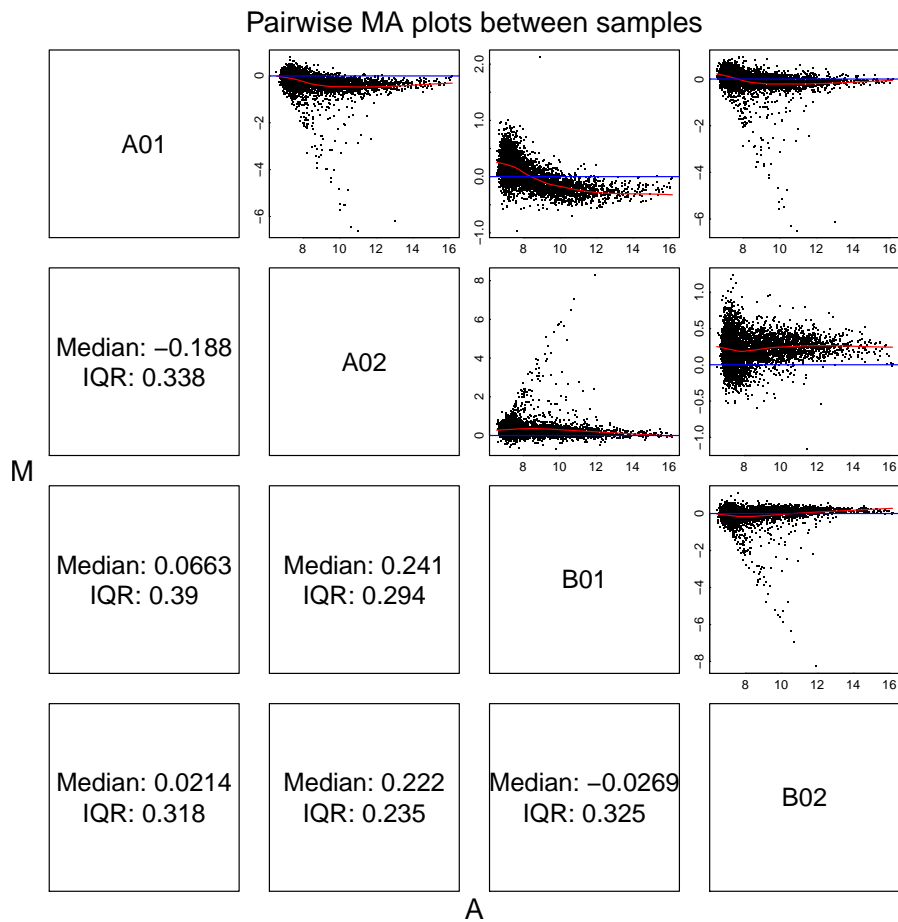 Pairwise MA plots between samples
A01
0
−2
−4
−6
8 10 12 14 16
2.0
1.0
0.0
−1.0
8 10 12 14 16
0
−2
−4
−6
8 10 12 14 16
Median: −0.188
IQR: 0.338
A02
8
6
4
2
0
8 10 12 14 16
1.0
0.5
0.0
−0.5
−1.0
8 10 12 14 16
M
Median: 0.0663
IQR: 0.39
Median: 0.241
IQR: 0.294
B01
0
−2
−4
−6
−8
8 10 12 14 16
Median: 0.0214
IQR: 0.318
Median: 0.222
IQR: 0.235
Median: −0.0269
IQR: 0.325
B02
A